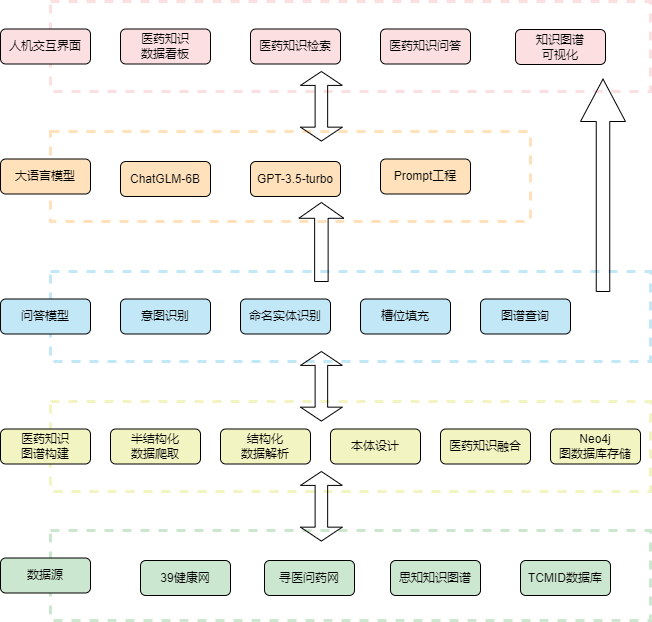 人机交互界面
医药知识
数据看板
医药知识检索
医药知识问答
知识图谱
可视化
大语言模型
ChatGLM-6B
GPT-3.5-turbo
Prompt工程
问答模型
意图识别
命名实体识别
槽位填充
图谱查询
医药知识
图谱构建
半结构化
数据爬取
结构化
数据解析
本体设计
医药知识融合
Neo4j
图数据库存储
数据源
39健康网
寻医问药网
思知知识图谱
TCMID数据库